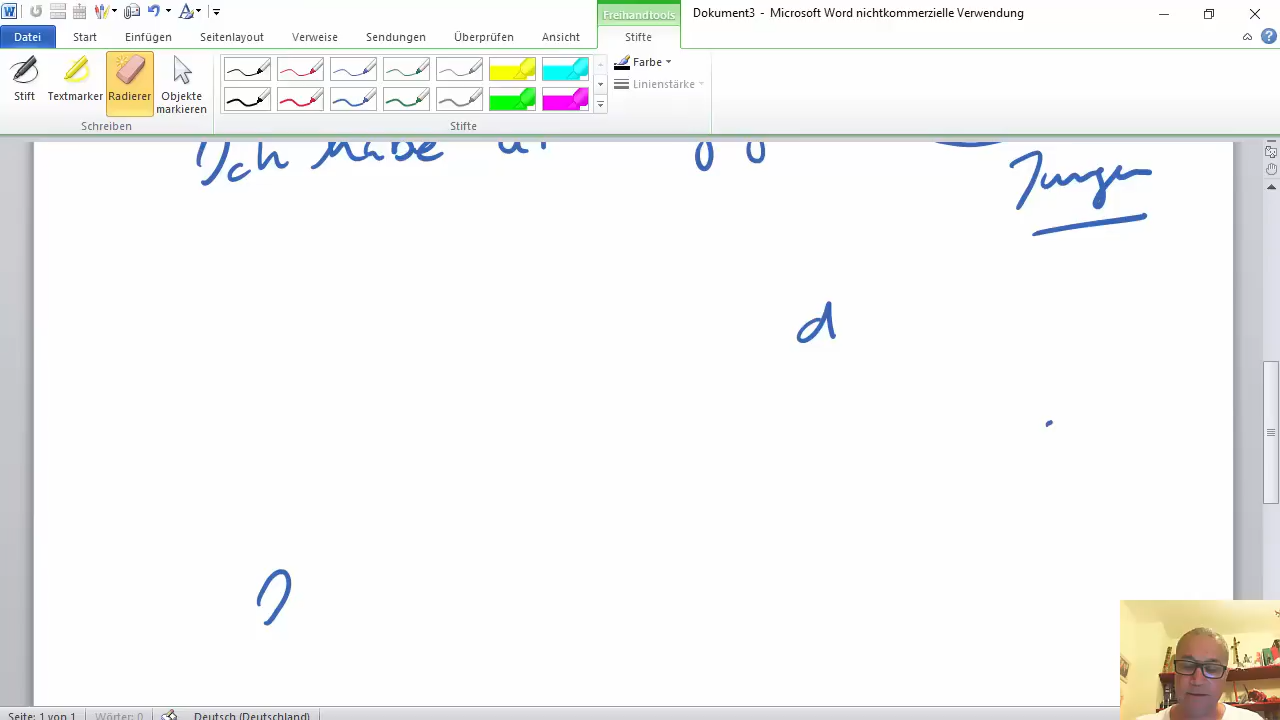 Freihandtools
Dokument3 - Microsoft Word nichtkommerzielle Verwendung
Datei Start Einfügen Seitenlayout Verweise Sendungen Überprüfen Ansicht Stifte
Stift Textmarker Radierer Objekte markieren
Farbe
Linienstärke
Schreiben Stifte
Ich habe
Jungen
d
Seite: 1 von 1 Wörter: 0 Deutsch (Deutschland)